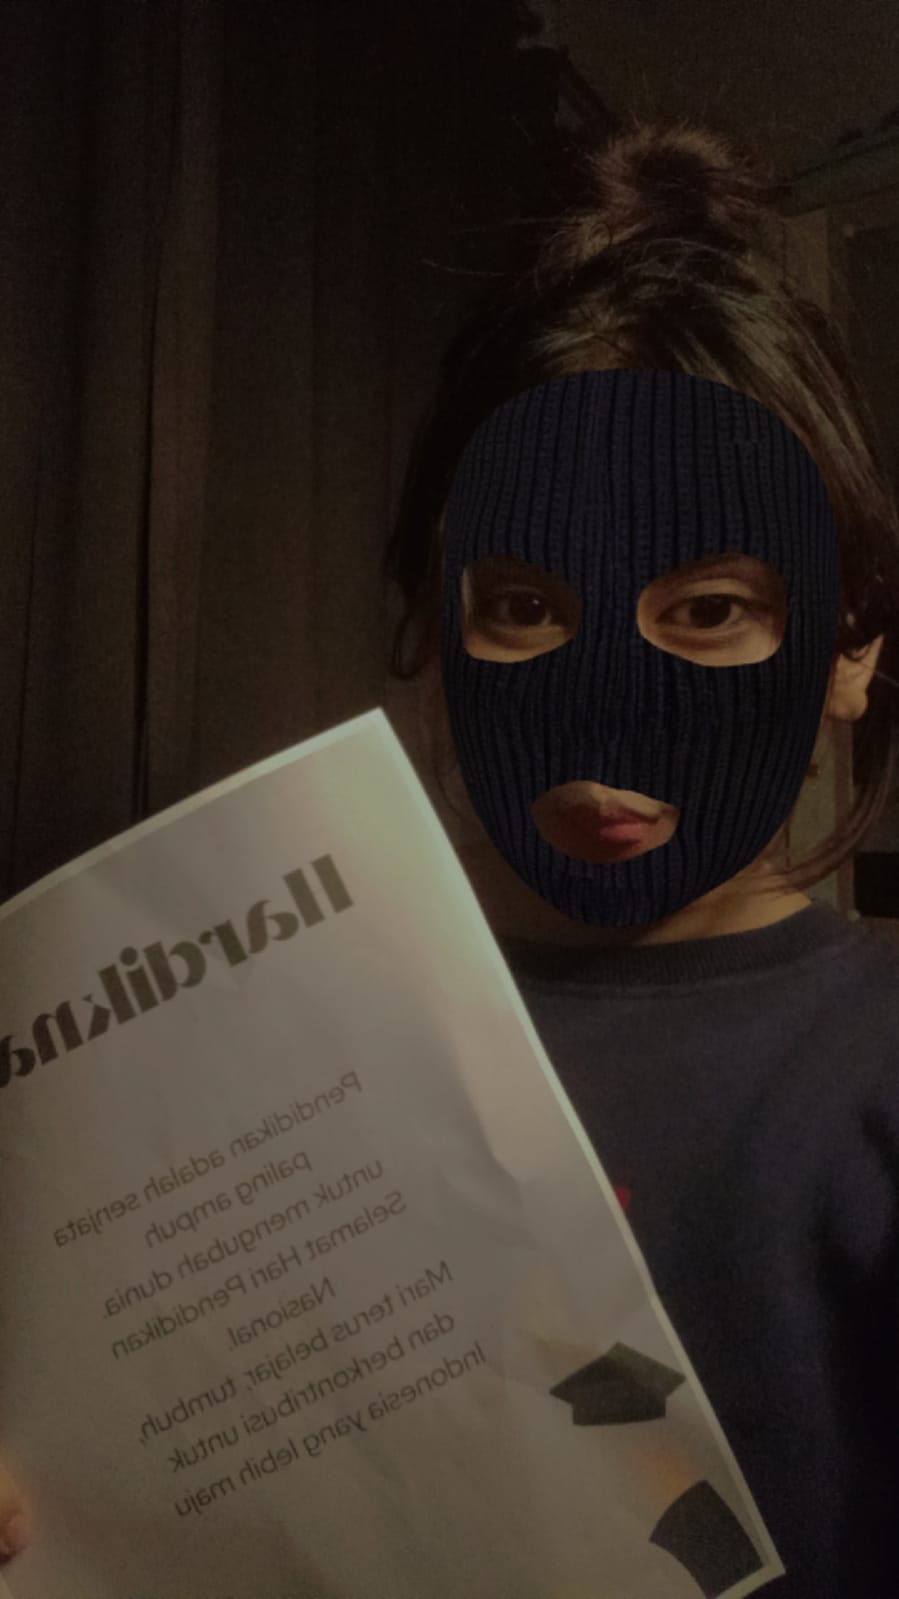 Hardikna
Pendidikan adalah senjata
paling ampuh
untuk mengubah dunia.
Selamat Hari Pendidikan
Nasional!
Mari terus belajar, tumbuh,
dan berkontribusi untuk
Indonesia yang lebih maju